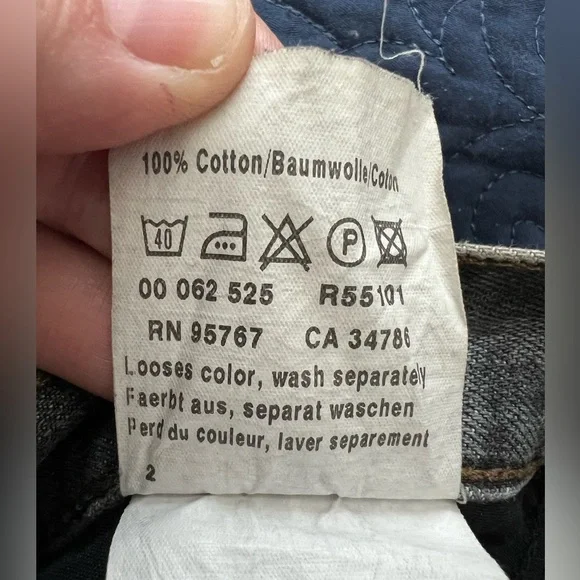 100% Cotton/Baumwolle/Coton
40 P
00 062 525 R55101
RN 95767 CA 34786
Looses color, wash separately
Faerbt aus, separat waschen
Perd du couleur, laver separement
2